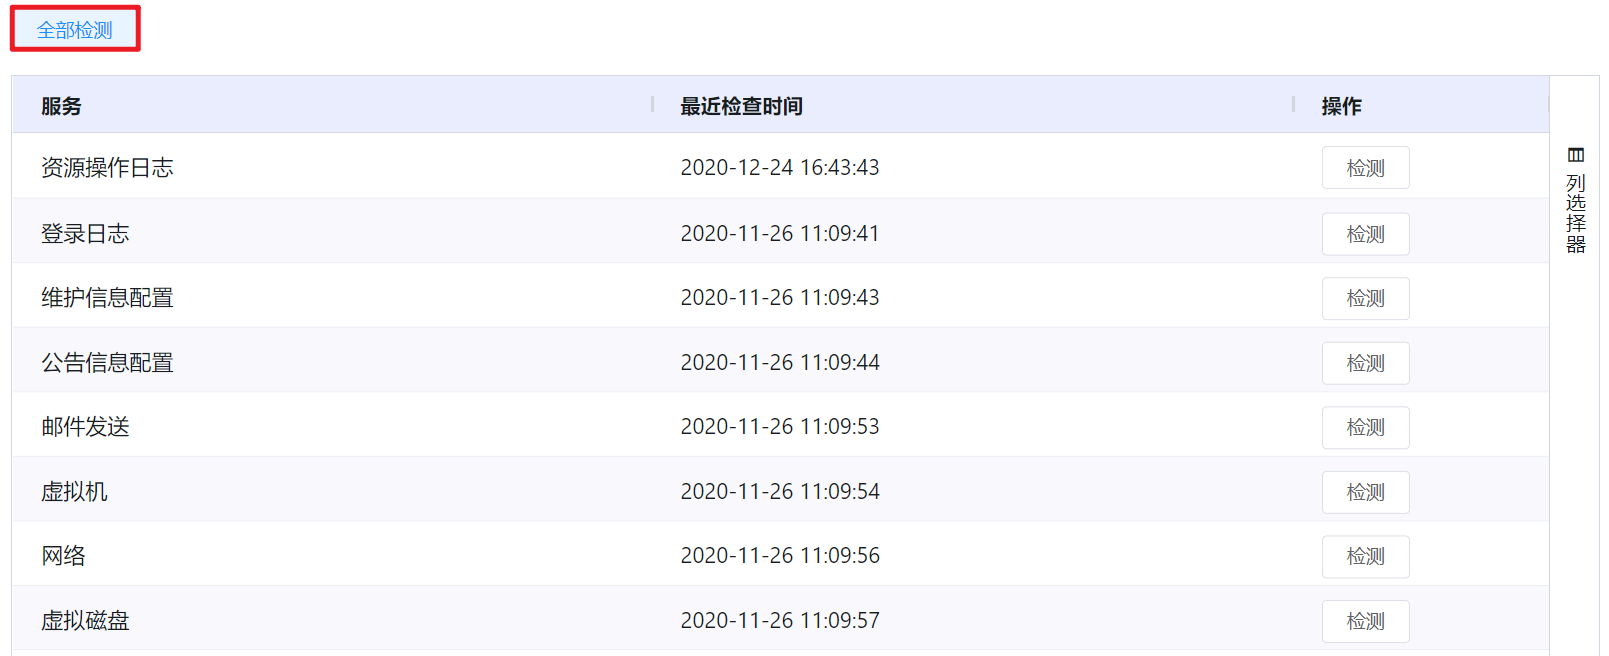 全部检测
服务 最近检查时间 操作
资源操作日志 2020-12-24 16:43:43 检测
登录日志 2020-11-26 11:09:41 检测
维护信息配置 2020-11-26 11:09:43 检测
公告信息配置 2020-11-26 11:09:44 检测
邮件发送 2020-11-26 11:09:53 检测
虚拟机 2020-11-26 11:09:54 检测
网络 2020-11-26 11:09:56 检测
虚拟磁盘 2020-11-26 11:09:57 检测
列选择器